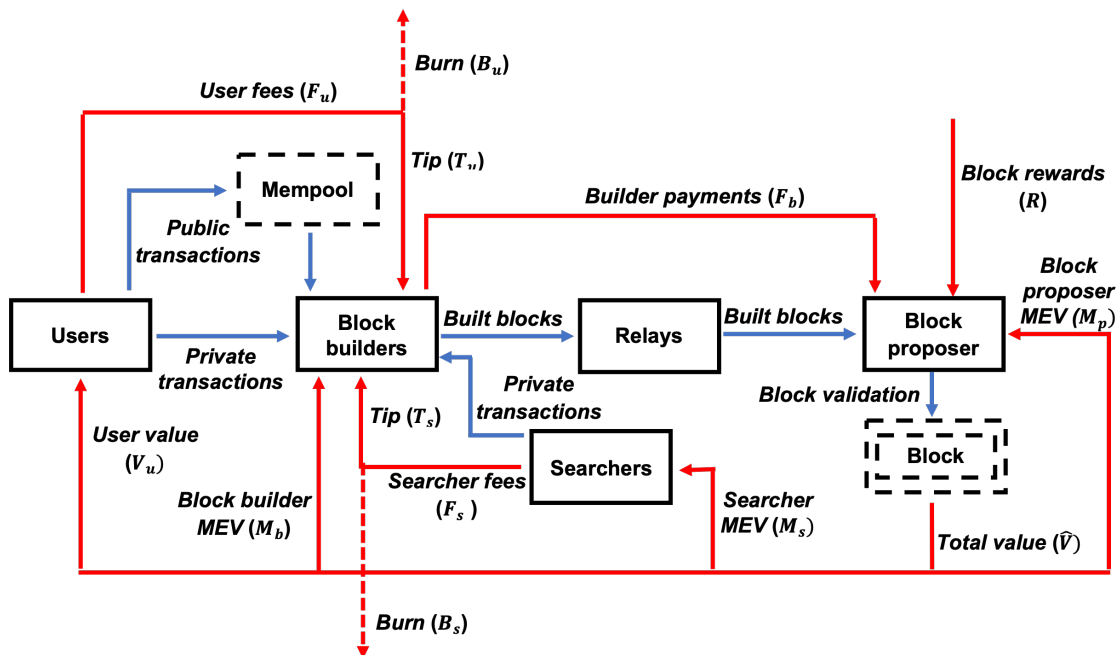 Burn (B_u)
User fees (F_u)
Tip (T_u)
Mempool
Block rewards
(R)
Builder payments (F_b)
Public
transactions
Block
proposer
MEV (M_p)
Users
Block
builders
Built blocks
Relays
Built blocks
Block
proposer
Private
transactions
Private
transactions
Block validation
Tip (T_s)
User value
(V_u)
Searchers
Block
Searcher fees
(F_s )
Block builder
MEV (M_b)
Searcher
MEV (M_s)
Total value (V̂)
Burn (B_s)